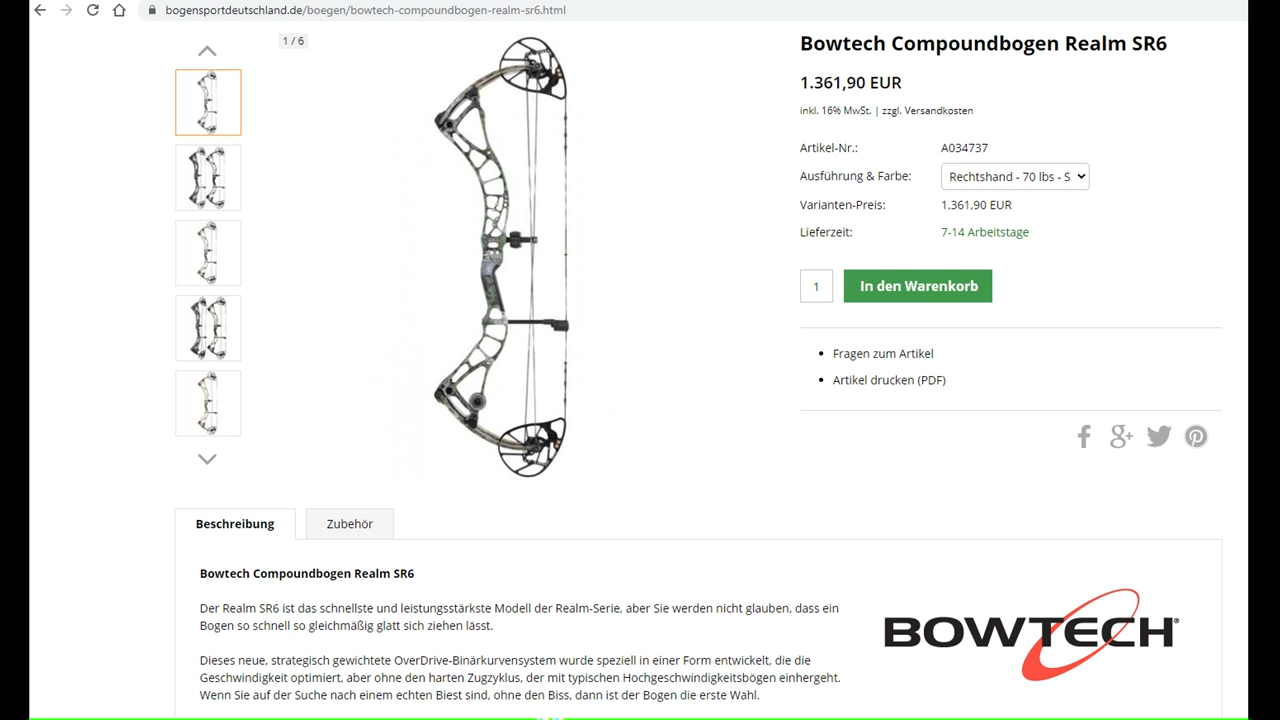 bogensportdeutschland.de/boegen/bowtech-compoundbogen-realm-sr6.html
1 / 6
Bowtech Compoundbogen Realm SR6
1.361,90 EUR
inkl. 16% MwSt. | zzgl. Versandkosten
Artikel-Nr.: A034737
Ausführung & Farbe: Rechtshand - 70 lbs - S
Varianten-Preis: 1.361,90 EUR
Lieferzeit: 7-14 Arbeitstage
1 In den Warenkorb
Fragen zum Artikel
Artikel drucken (PDF)
Beschreibung Zubehör
Bowtech Compoundbogen Realm SR6
Der Realm SR6 ist das schnellste und leistungsstärkste Modell der Realm-Serie, aber Sie werden nicht glauben, dass ein
Bogen so schnell so gleichmäßig glatt sich ziehen lässt.
BOWTECH®
Dieses neue, strategisch gewichtete OverDrive-Binärkurvensystem wurde speziell in einer Form entwickelt, die die
Geschwindigkeit optimiert, aber ohne den harten Zugzyklus, der mit typischen Hochgeschwindigkeitsbögen einhergeht.
Wenn Sie auf der Suche nach einem echten Biest sind, ohne den Biss, dann ist der Bogen die erste Wahl.